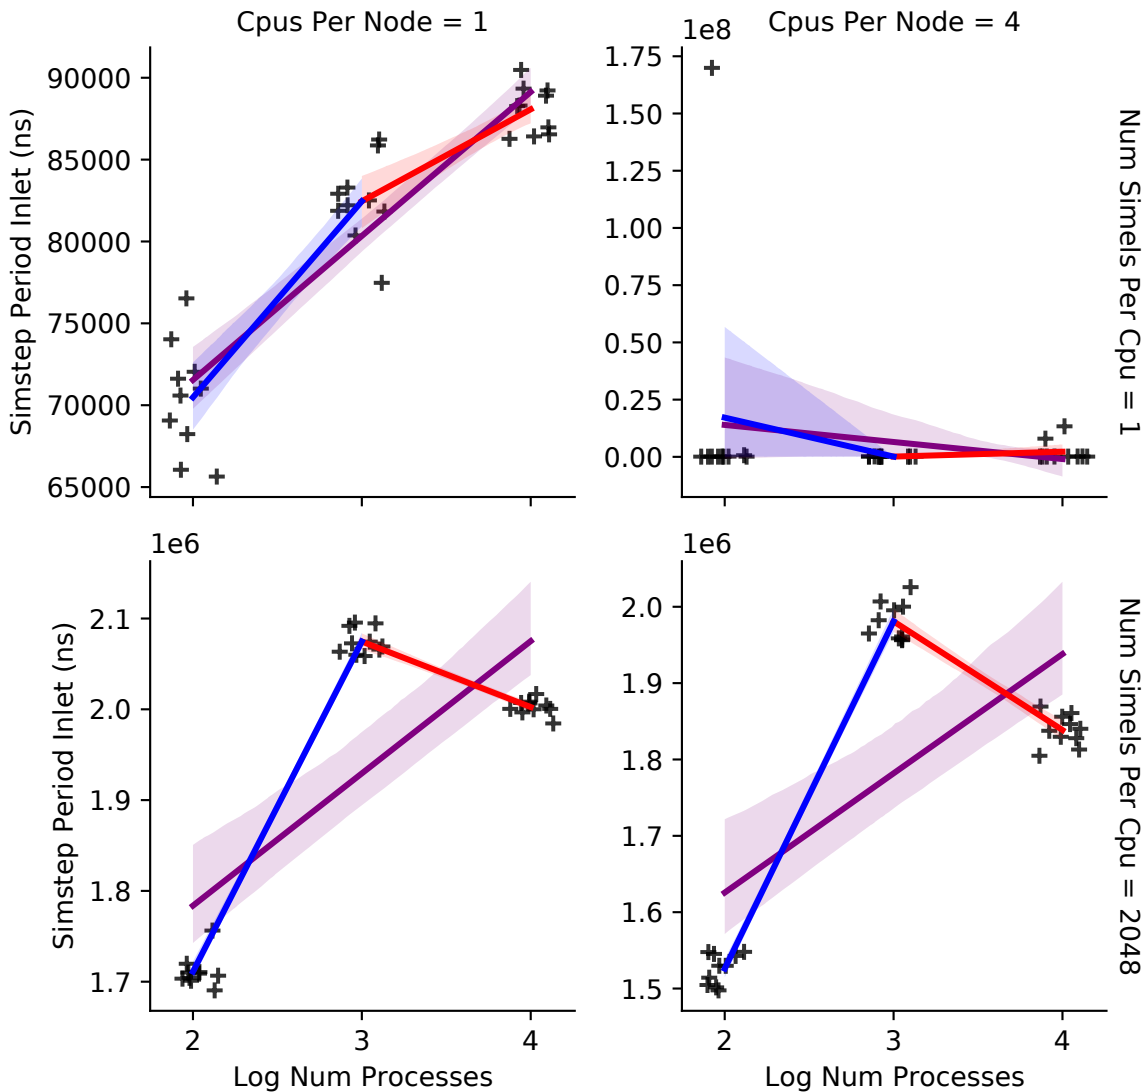 Cpus Per Node = 1
Cpus Per Node = 4
1e8
90000
85000
80000
75000
70000
65000
Simstep Period Inlet (ns)
1.75
1.50
1.25
1.00
0.75
0.50
0.25
0.00
Num Simels Per Cpu = 1
1e6
2.1
2.0
1.9
1.8
1.7
Simstep Period Inlet (ns)
2
3
4
Log Num Processes
1e6
2.0
1.9
1.8
1.7
1.6
1.5
2
3
4
Log Num Processes
Num Simels Per Cpu = 2048